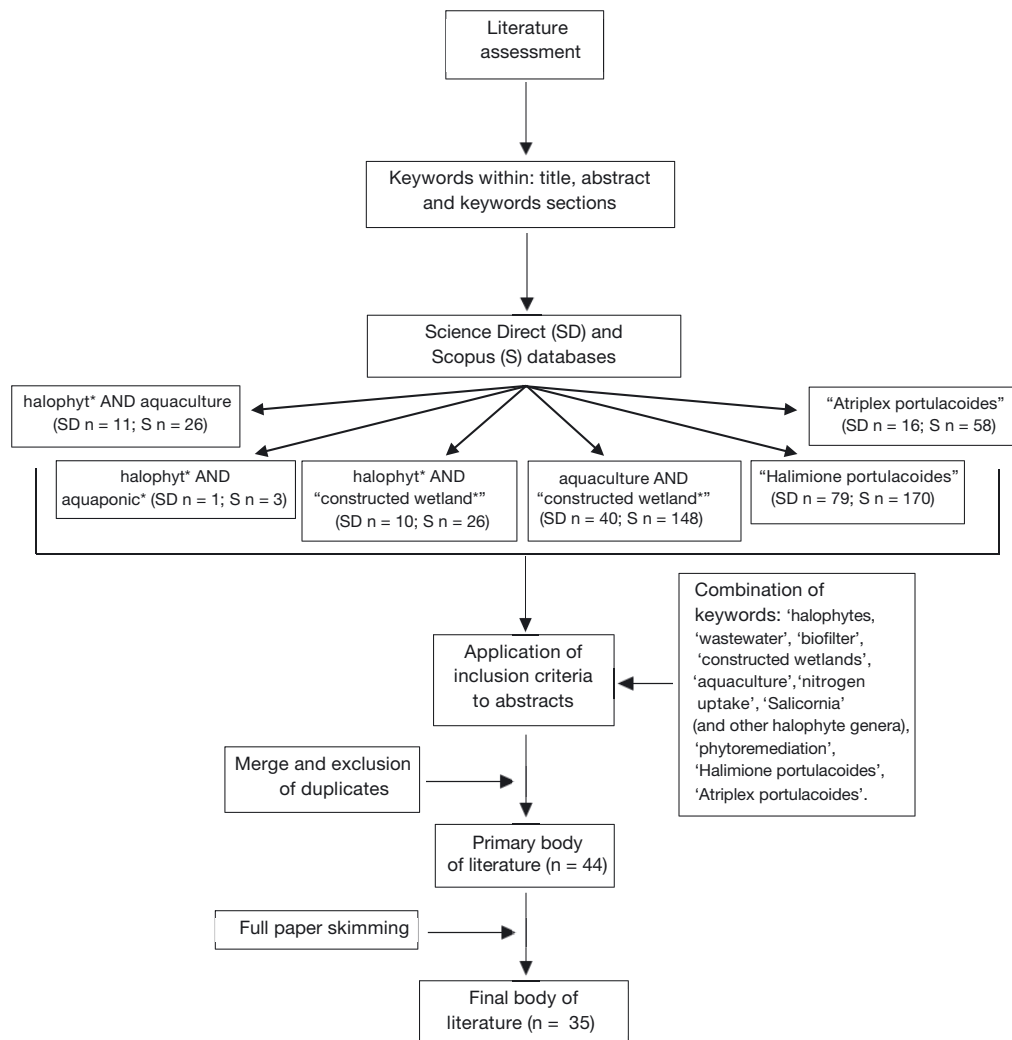 Literature
assessment
Keywords within: title, abstract
and keywords sections
Science Direct (SD) and
Scopus (S) databases
halophyt* AND aquaculture
(SD n = 11; S n = 26)
"Atriplex portulacoides"
(SD n = 16; S n = 58)
halophyt* AND
aquaponic* (SD n = 1; S n = 3)
halophyt* AND
“constructed wetland*”
(SD n = 10; S n = 26)
aquaculture AND
“constructed wetland*”
(SD n = 40; S n = 148)
“Halimione portulacoides”
(SD n = 79; S n = 170)
Combination of
keywords: ‘halophytes,
‘wastewater’, ‘biofilter’,
‘constructed wetlands’,
‘aquaculture’,‘nitrogen
uptake’, ‘Salicornia’
(and other halophyte genera),
‘phytoremediation’,
‘Halimione portulacoides’,
‘Atriplex portulacoides’.
Application of
inclusion criteria
to abstracts
Merge and exclusion
of duplicates
Primary body
of literature (n = 44)
Full paper skimming
Final body of
literature (n = 35)